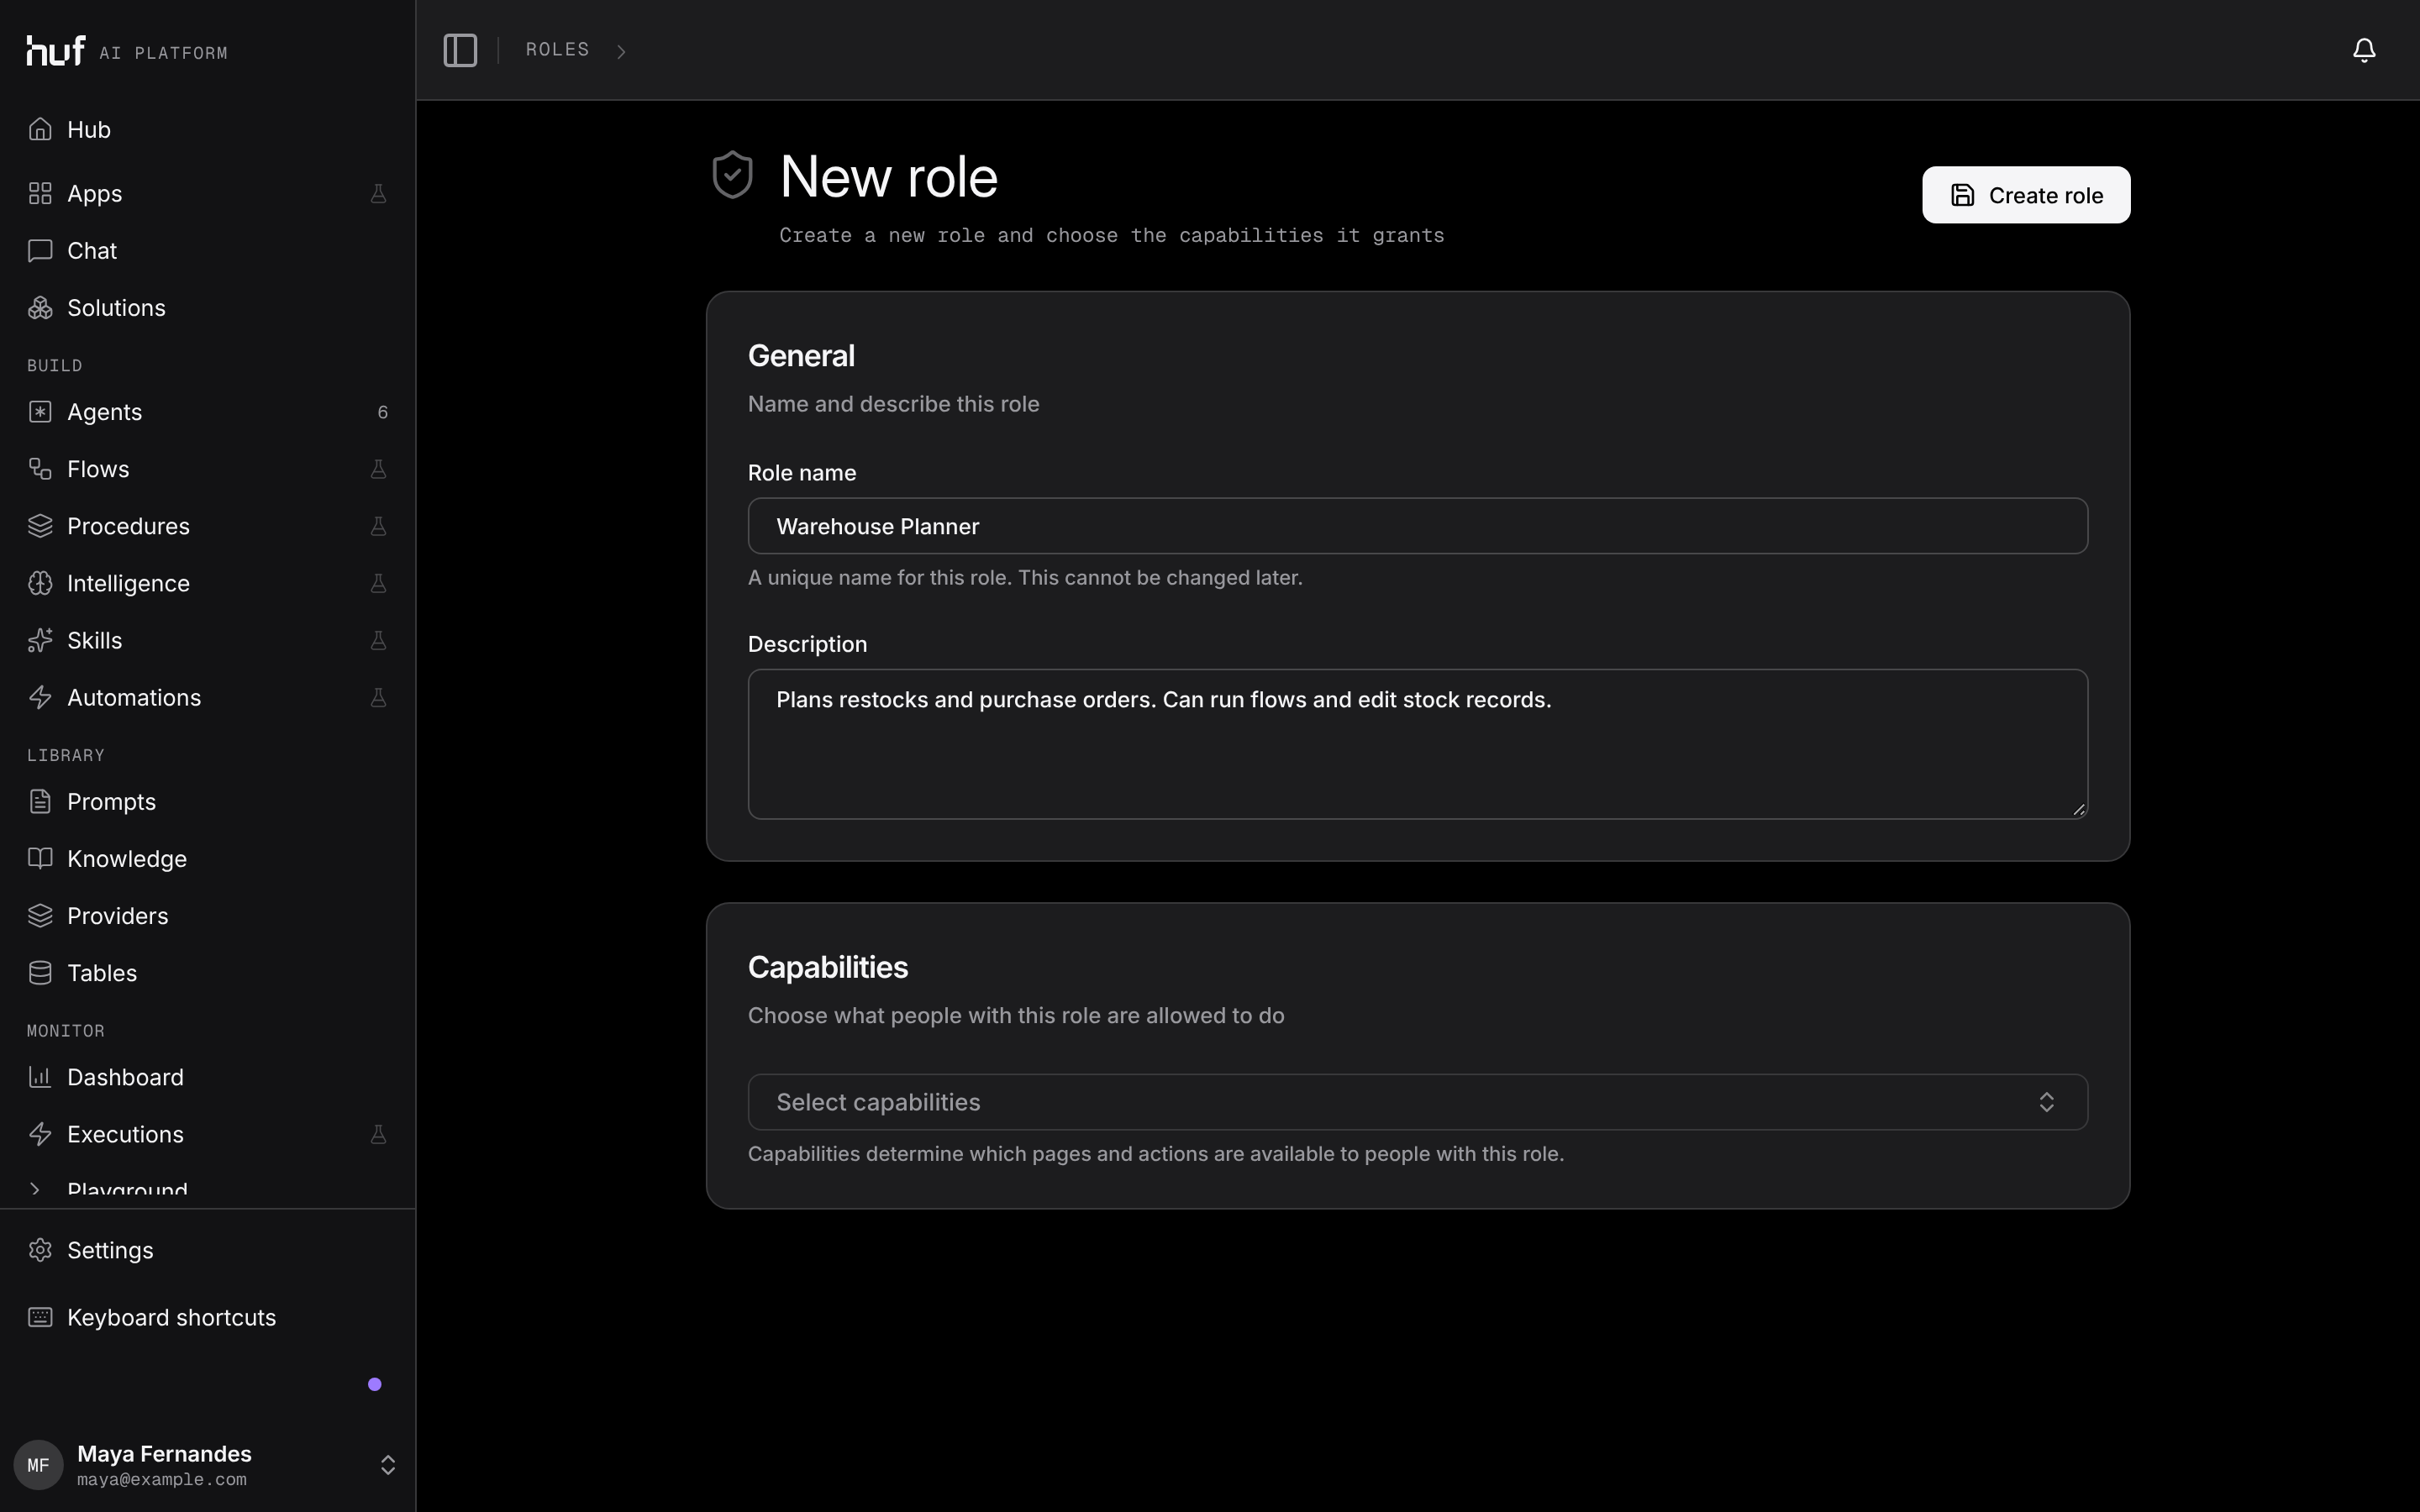 huf AI PLATFORM
Hub
Apps
Chat
Solutions
BUILD
Agents 6
Flows
Procedures
Intelligence
Skills
Automations
LIBRARY
Prompts
Knowledge
Providers
Tables
MONITOR
Dashboard
Executions
Playground
Settings
Keyboard shortcuts
MF
Maya Fernandes
maya@example.com
ROLES
New role
Create a new role and choose the capabilities it grants
Create role
General
Name and describe this role
Role name
Warehouse Planner
A unique name for this role. This cannot be changed later.
Description
Plans restocks and purchase orders. Can run flows and edit stock records.
Capabilities
Choose what people with this role are allowed to do
Select capabilities
Capabilities determine which pages and actions are available to people with this role.